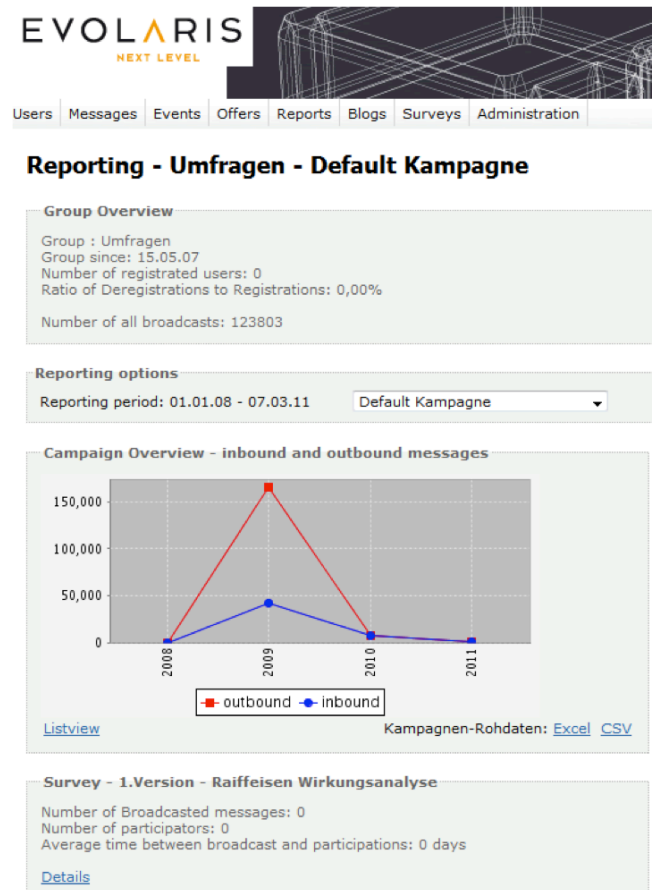 EVOLARIS
NEXT LEVEL
Users Messages Events Offers Reports Blogs Surveys Administration
Reporting - Umfragen - Default Kampagne
Group Overview
Group : Umfragen
Group since: 15.05.07
Number of registrated users: 0
Ratio of Deregistrations to Registrations: 0,00%
Number of all broadcasts: 123803
Reporting options
Reporting period: 01.01.08 - 07.03.11 Default Kampagne
Campaign Overview - inbound and outbound messages
150,000
100,000
50,000
0
2008 2009 2010 2011
outbound inbound
Listview Kampagnen-Rohdaten: Excel CSV
Survey - 1.Version - Raiffeisen Wirkungsanalyse
Number of Broadcasted messages: 0
Number of participators: 0
Average time between broadcast and participations: 0 days
Details